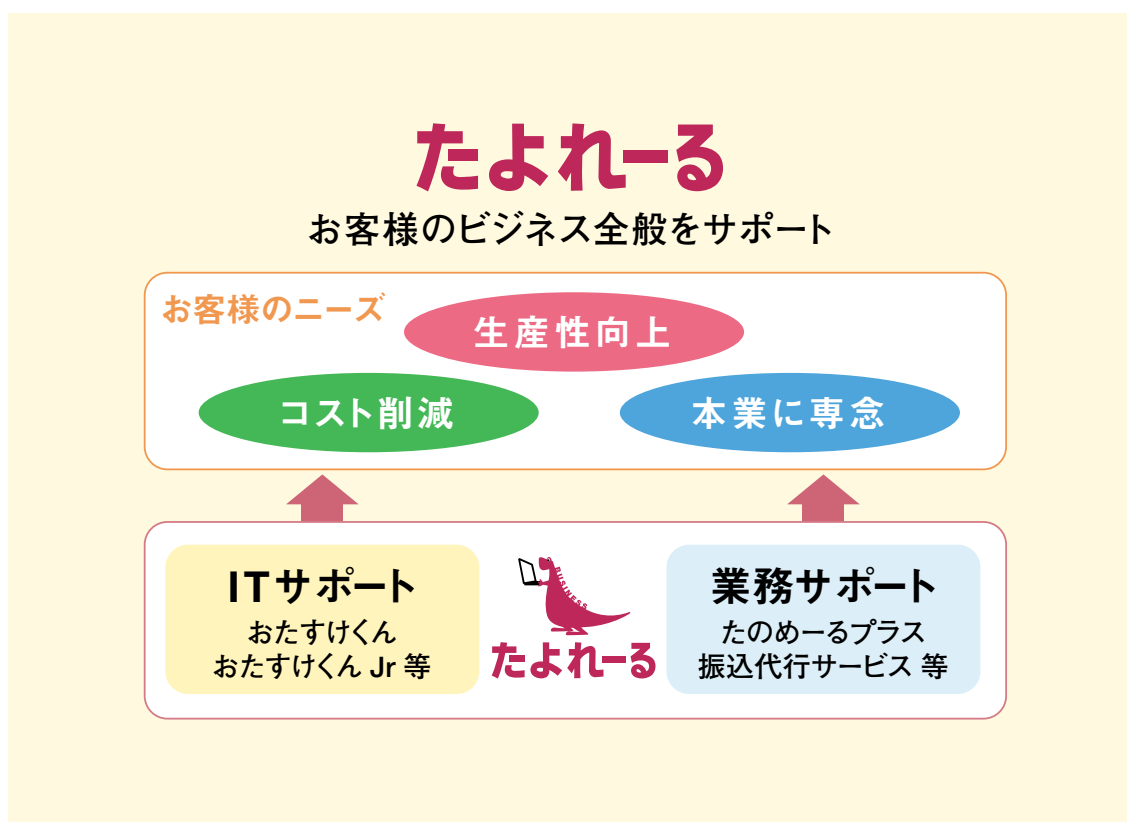 たよれーる
お客様のビジネス全般をサポート
お客様のニーズ
生産性向上
コスト削減
本業に専念
ITサポート
おたすけくん
おたすけくん Jr 等
BUSINESS
たよれーる
業務サポート
たのめーるプラス
振込代行サービス 等